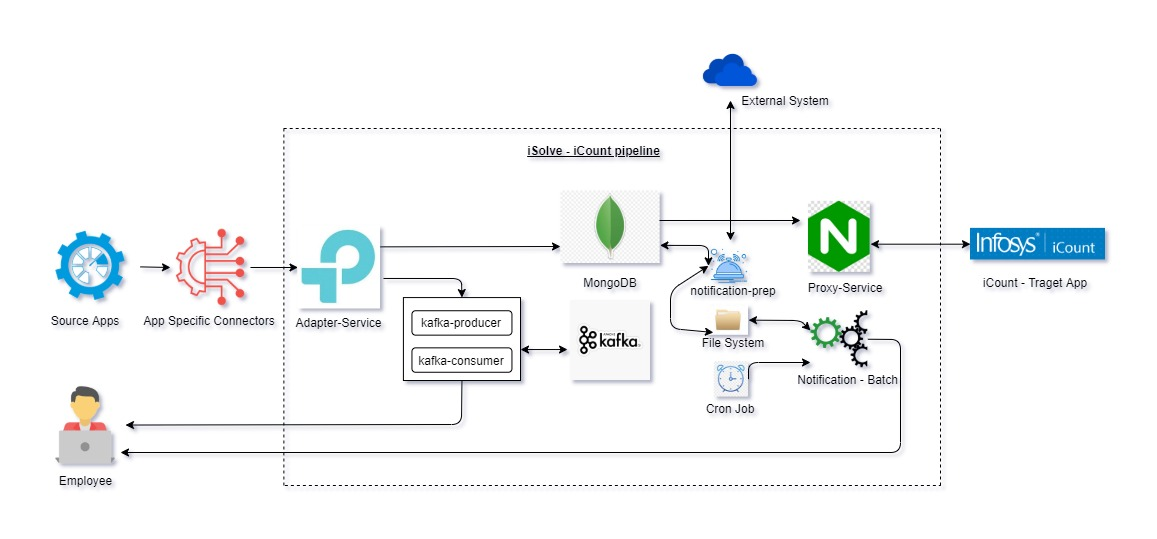 External System
iSolve - iCount pipeline
Infosys® | iCount
Source Apps
App Specific Connectors
Adapter-Service
MongoDB
notification-prep
Proxy-Service
iCount - Traget App
kafka-producer
kafka-consumer
APACHE
kafka
File System
Notification - Batch
Cron Job
Employee